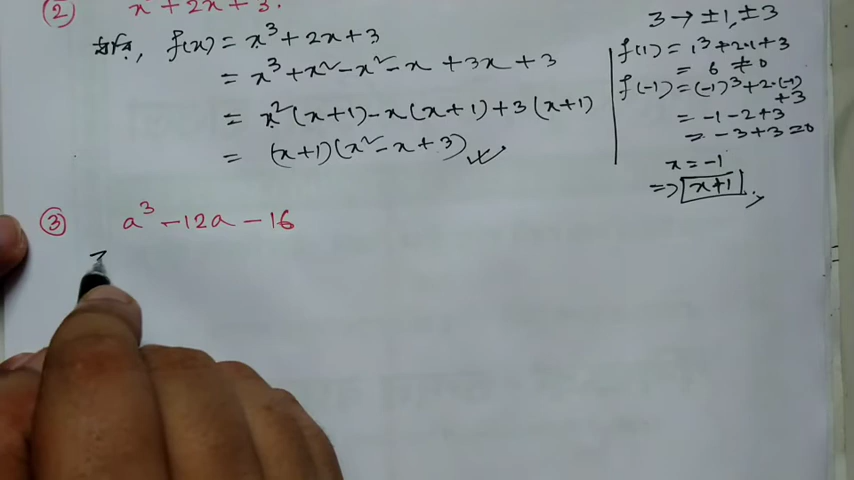 ② x³ + 2x + 3.
ধরি, f(x) = x³ + 2x + 3
= x³ + x² - x² - x + 3x + 3
= x²(x+1) - x(x+1) + 3(x+1)
= (x+1)(x² - x + 3)
3 → ±1, ±3
f(1) = 1³ + 2·1 + 3
= 6 ≠ 0
f(-1) = (-1)³ + 2·(-1)
+3
= -1 - 2 + 3
= -3 + 3 = 0
x = -1
=> x+1
③ a³ - 12a - 16